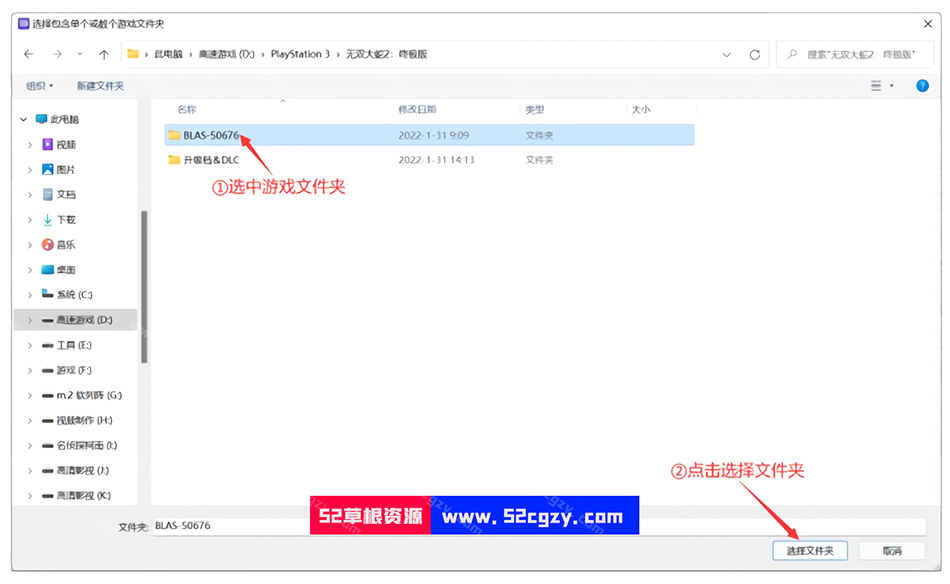 选择包含单个或数个游戏文件夹
此电脑 › 高速游戏 (D:) › PlayStation 3 › 无双大蛇2：终极版
搜索"无双大蛇2：终极版"
组织 新建文件夹
名称 修改日期 类型 大小
此电脑
BLAS-50676 2022-1-31 9:09 文件夹
视频
升级档&DLC 2022-1-31 14:13 文件夹
图片
①选中游戏文件夹
文档
下载
音乐
桌面
系统 (C:)
高速游戏 (D:)
工具 (E:)
游戏 (F:)
m.2 软列阵 (G:)
视频制作 (H:)
名侦探柯南 (I:)
高清影视 (J:)
高清影视 (K:)
②点击选择文件夹
52草根资源 www.52cgzy.com
文件夹: BLAS-50676
选择文件夹 取消